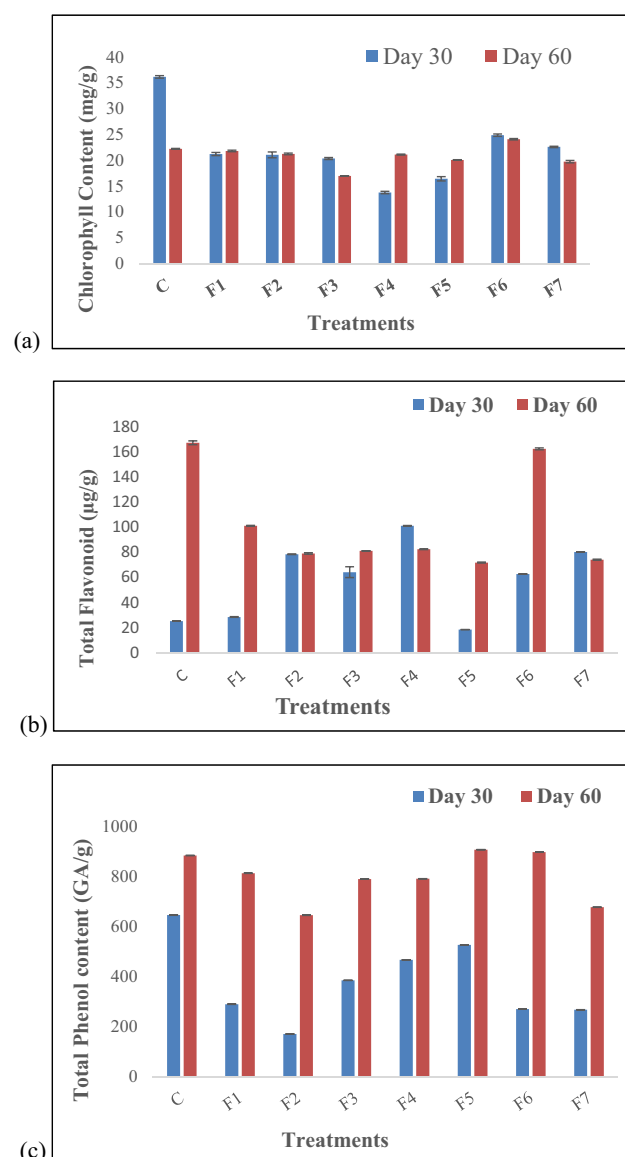 Day 30 Day 60
Chlorophyll Content (mg/g)
40
35
30
25
20
15
10
5
0
C F1 F2 F3 F4 F5 F6 F7
Treatments
(a)
Day 30 Day 60
Total Flavonoid (µg/g)
180
160
140
120
100
80
60
40
20
0
C F1 F2 F3 F4 F5 F6 F7
Treatments
(b)
Day 30 Day 60
Total Phenol content (GA/g)
1000
800
600
400
200
0
C F1 F2 F3 F4 F5 F6 F7
Treatments
(c)